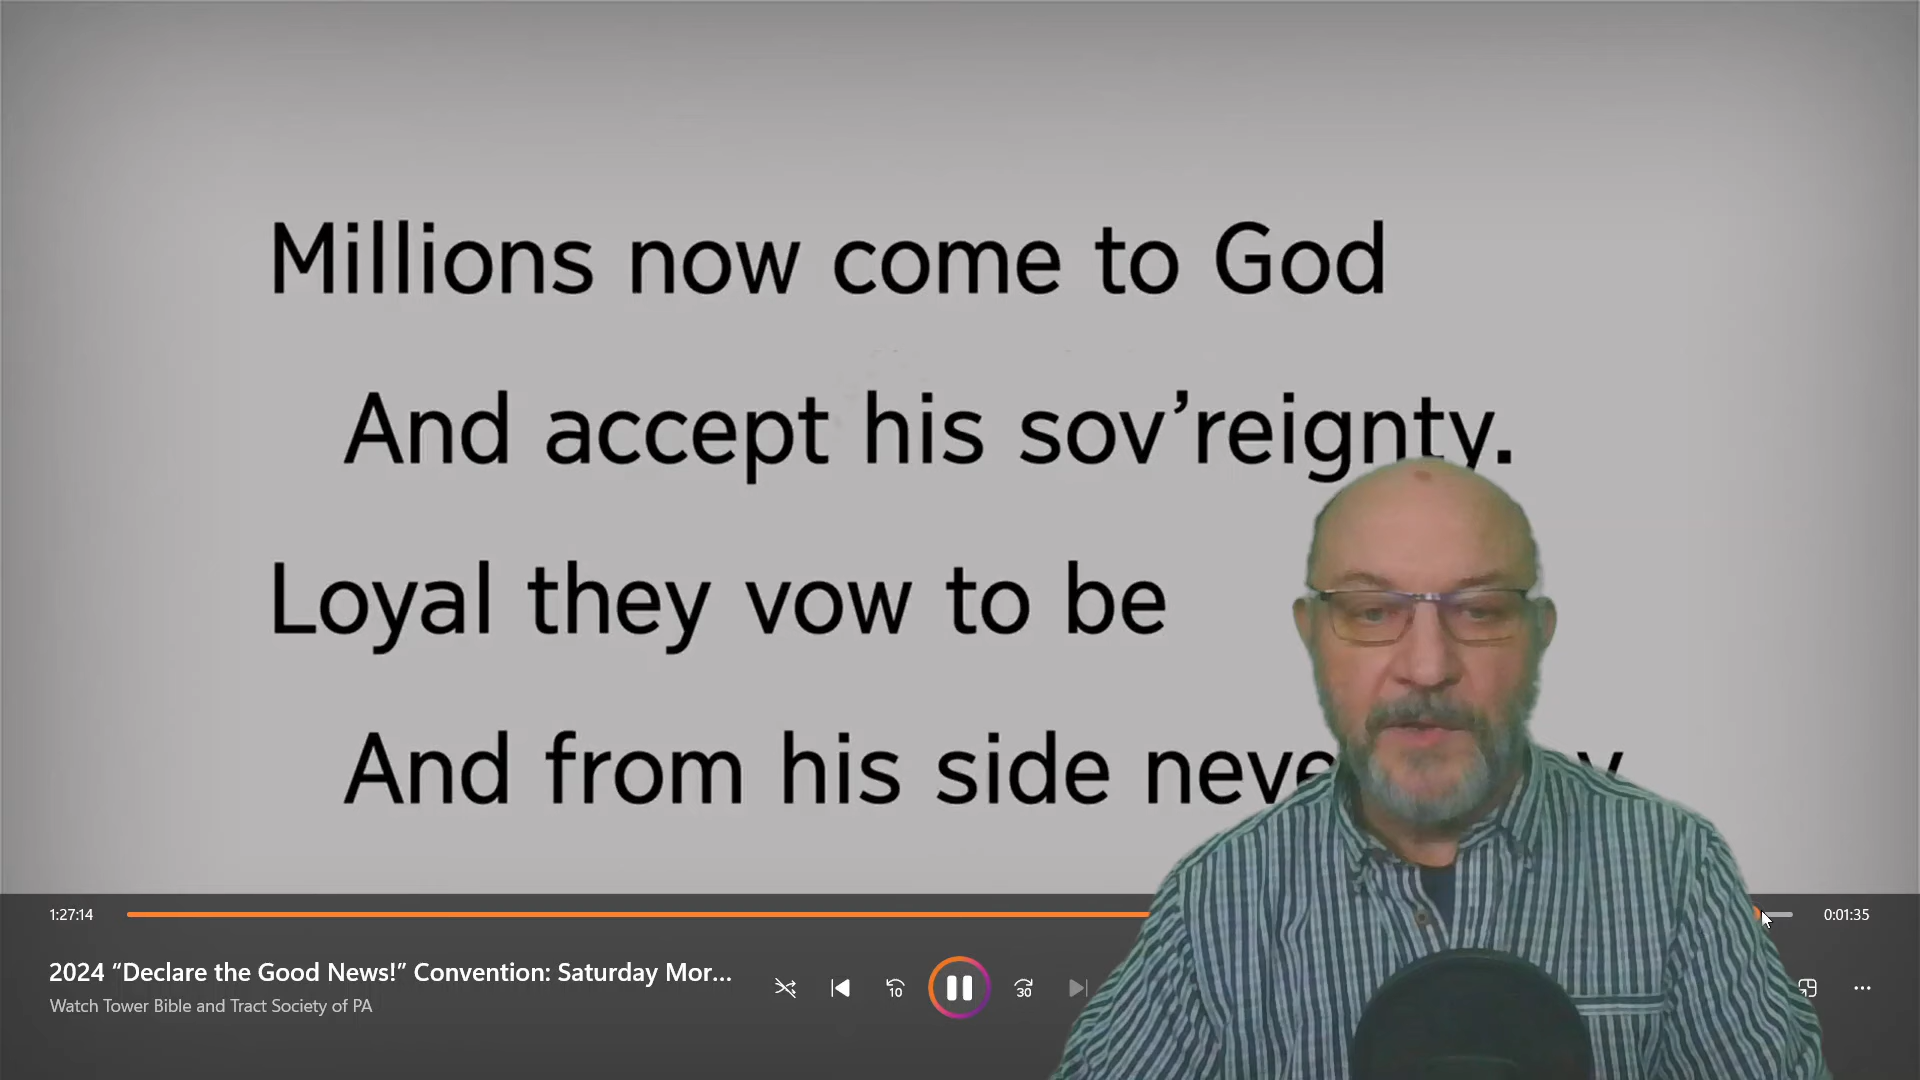 Millions now come to God
And accept his sov’reignty.
Loyal they vow to be
And from his side
1:27:14
0:01:35
2024 “Declare the Good News!” Convention: Saturday Mor...
Watch Tower Bible and Tract Society of PA
10
30